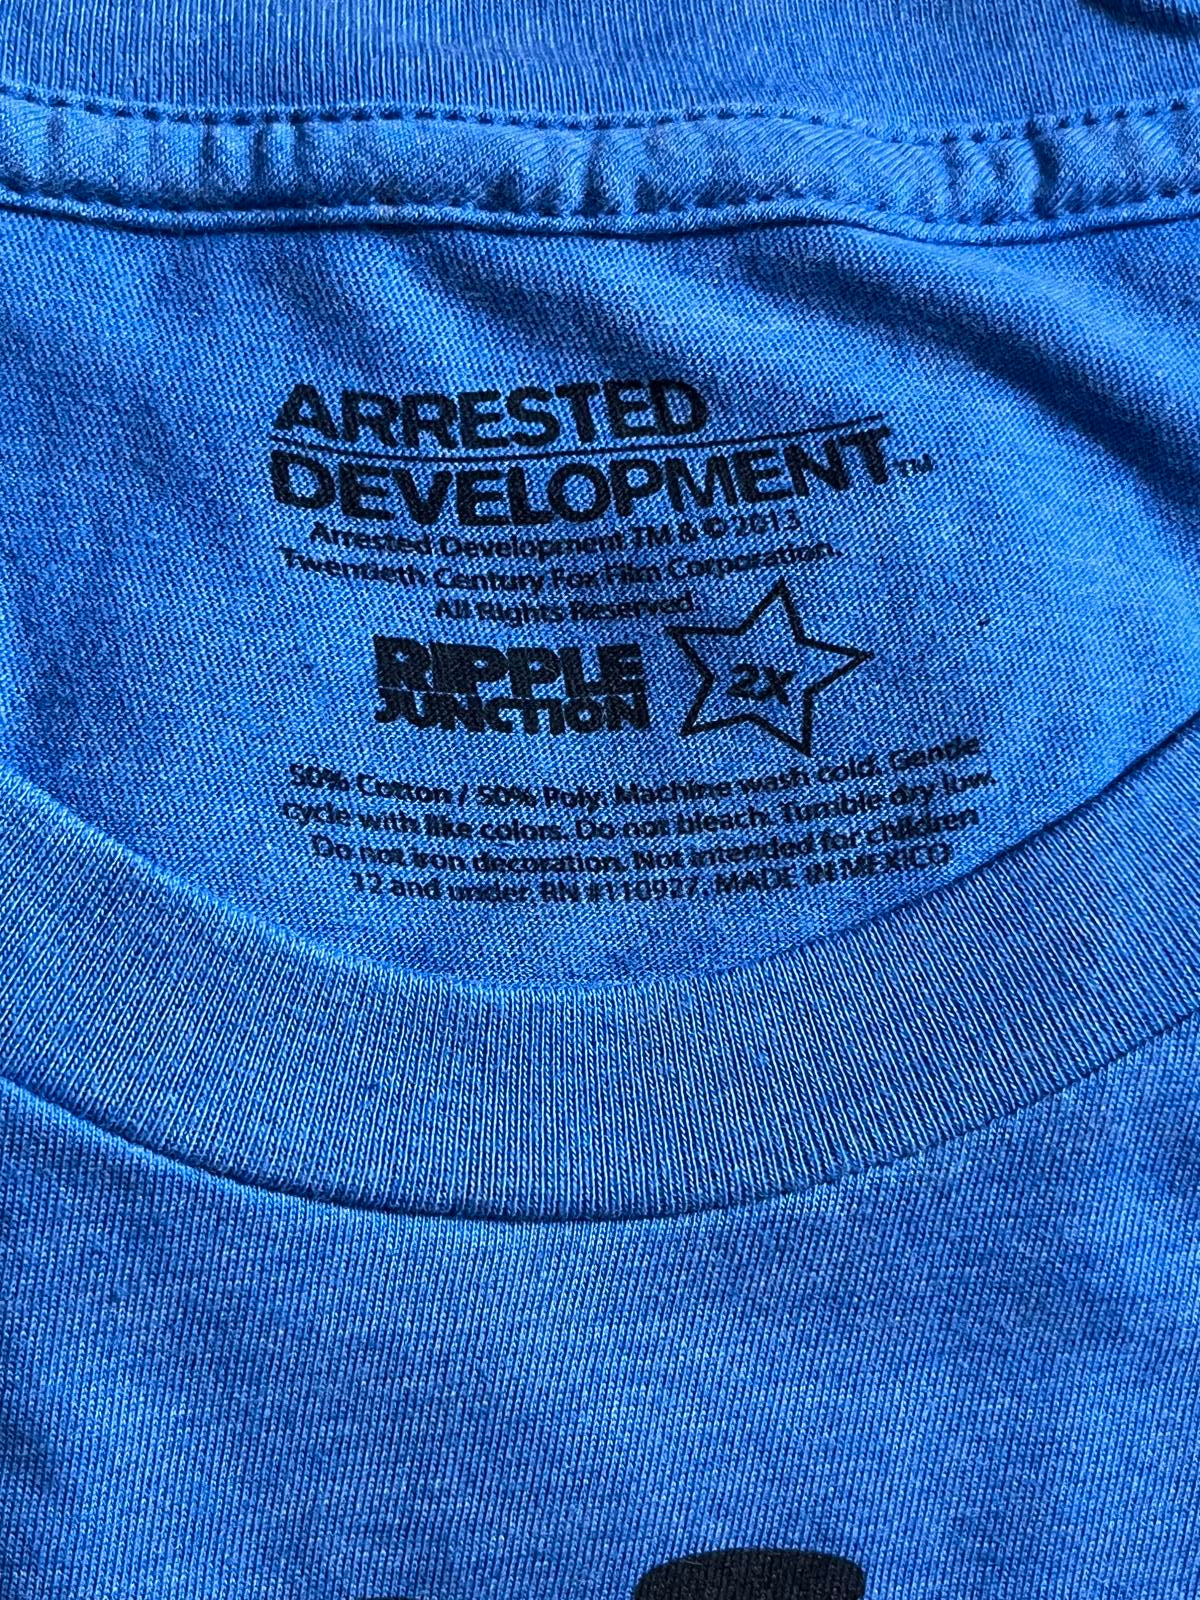 ARRESTED
DEVELOPMENT™
Arrested Development TM & © 2013
Twentieth Century Fox Film Corporation.
All Rights Reserved.
RIPPLE
JUNCTION
2X
50% Cotton / 50% Poly. Machine wash cold. Gentle
cycle with like colors. Do not bleach. Tumble dry low.
Do not iron decoration. Not intended for children
12 and under. RN #110927. MADE IN MEXICO